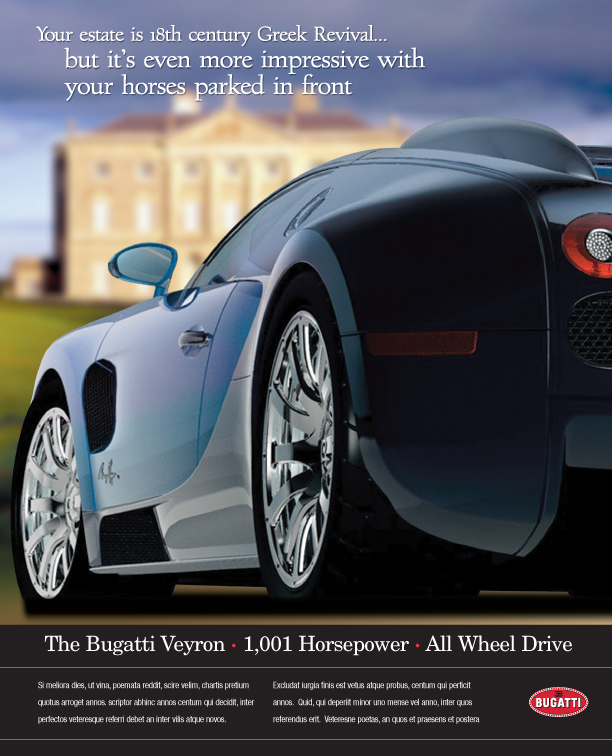 Your estate is 18th century Greek Revival...
but it's even more impressive with
your horses parked in front
The Bugatti Veyron · 1,001 Horsepower · All Wheel Drive
Si meliora dies, ut vina, poemata reddit, scire velim, chartis pretium
quotus arroget annos. scriptor abhinc annos centum qui decidit, inter
perfectos veteresque referri debet an inter vilis atque novos.
Excludat iurgia finis est vetus atque probus, centum qui perficit
annos.  Quid, qui deperiit minor uno mense vel anno, inter quos
referendus erit.  Veteresne poetas, an quos et praesens et postera
BUGATTI